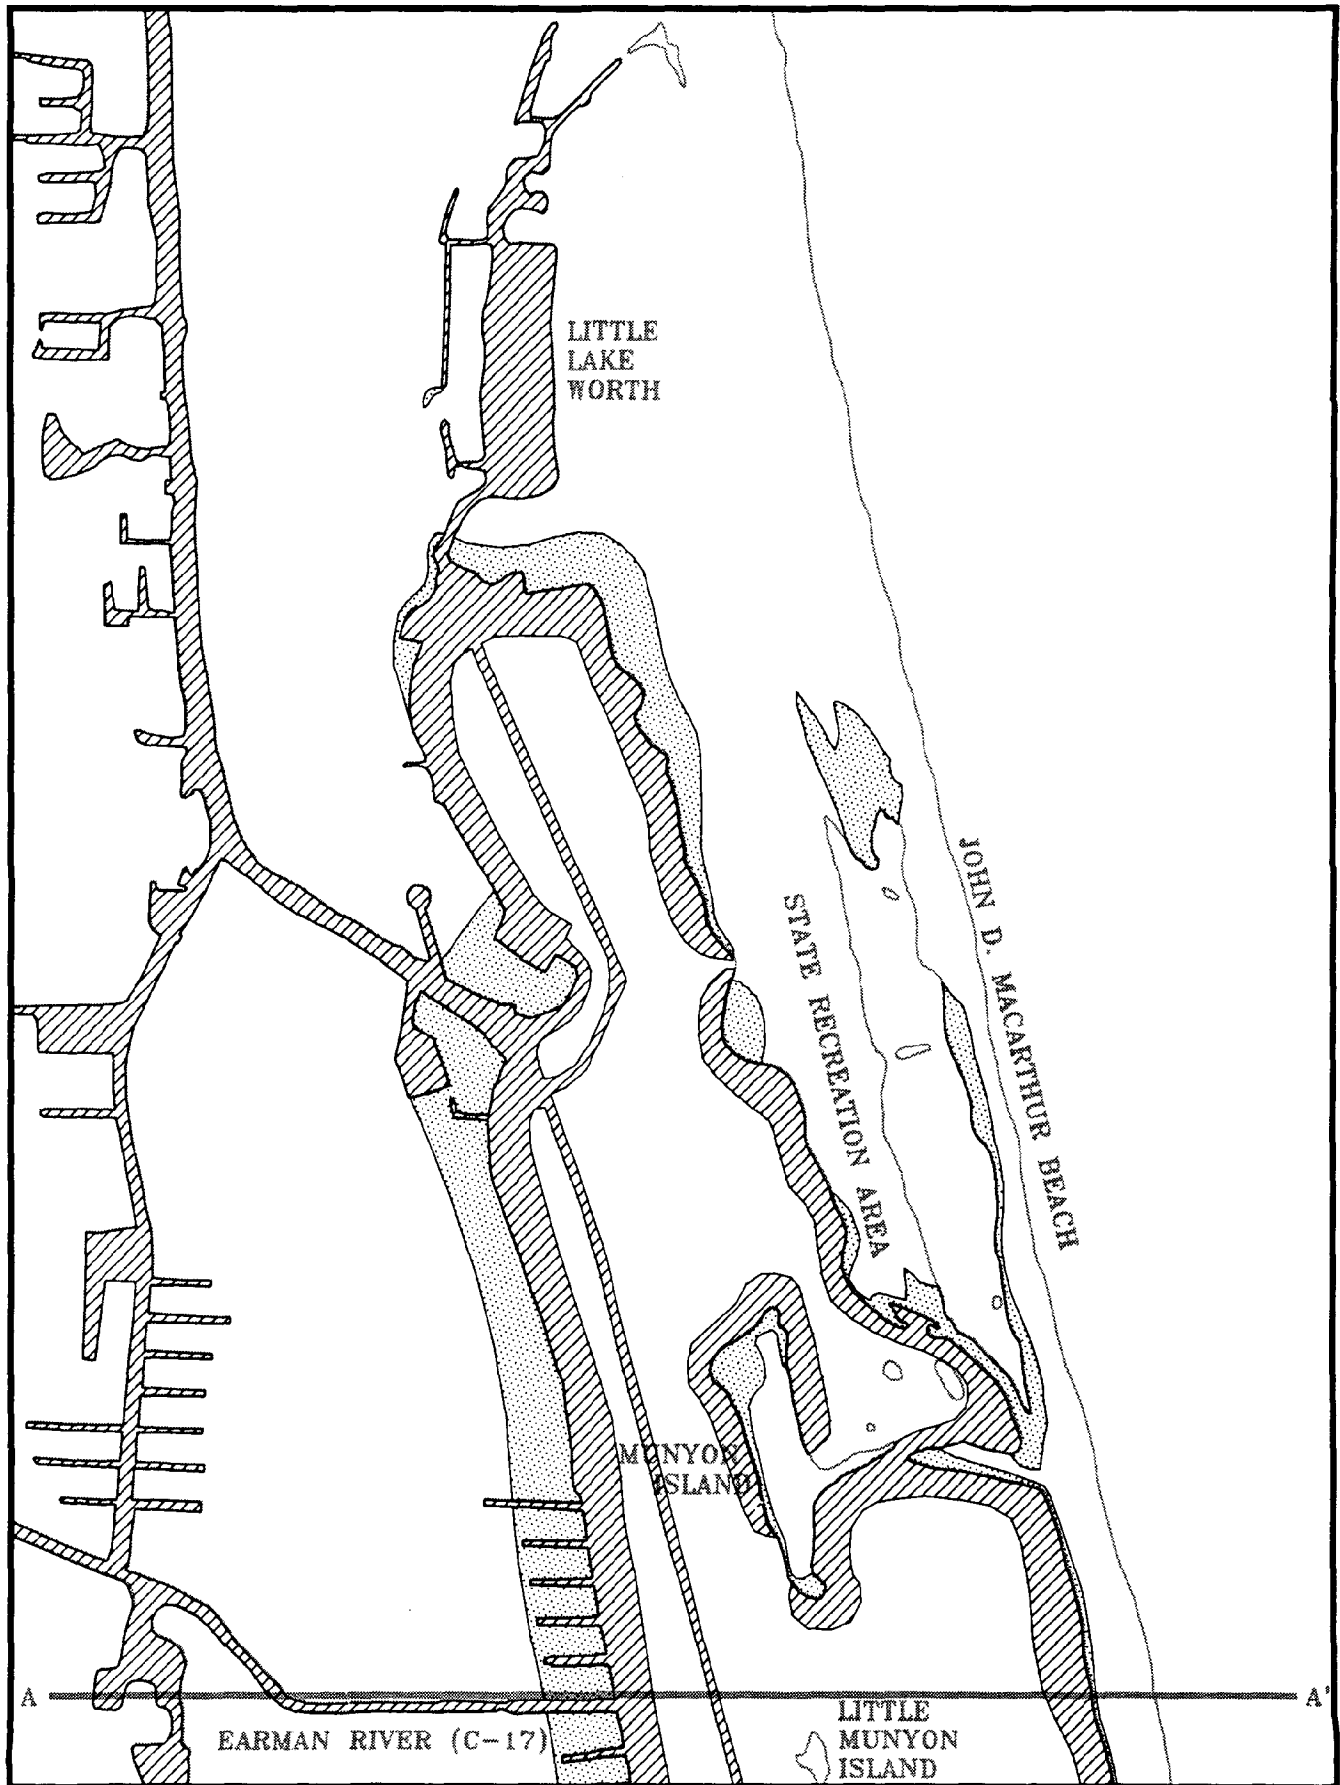 LITTLE
LAKE
WORTH
JOHN D. MACARTHUR BEACH
STATE RECREATION AREA
MUNYON
ISLAND
A
A'
EARMAN RIVER (C-17)
LITTLE
MUNYON
ISLAND